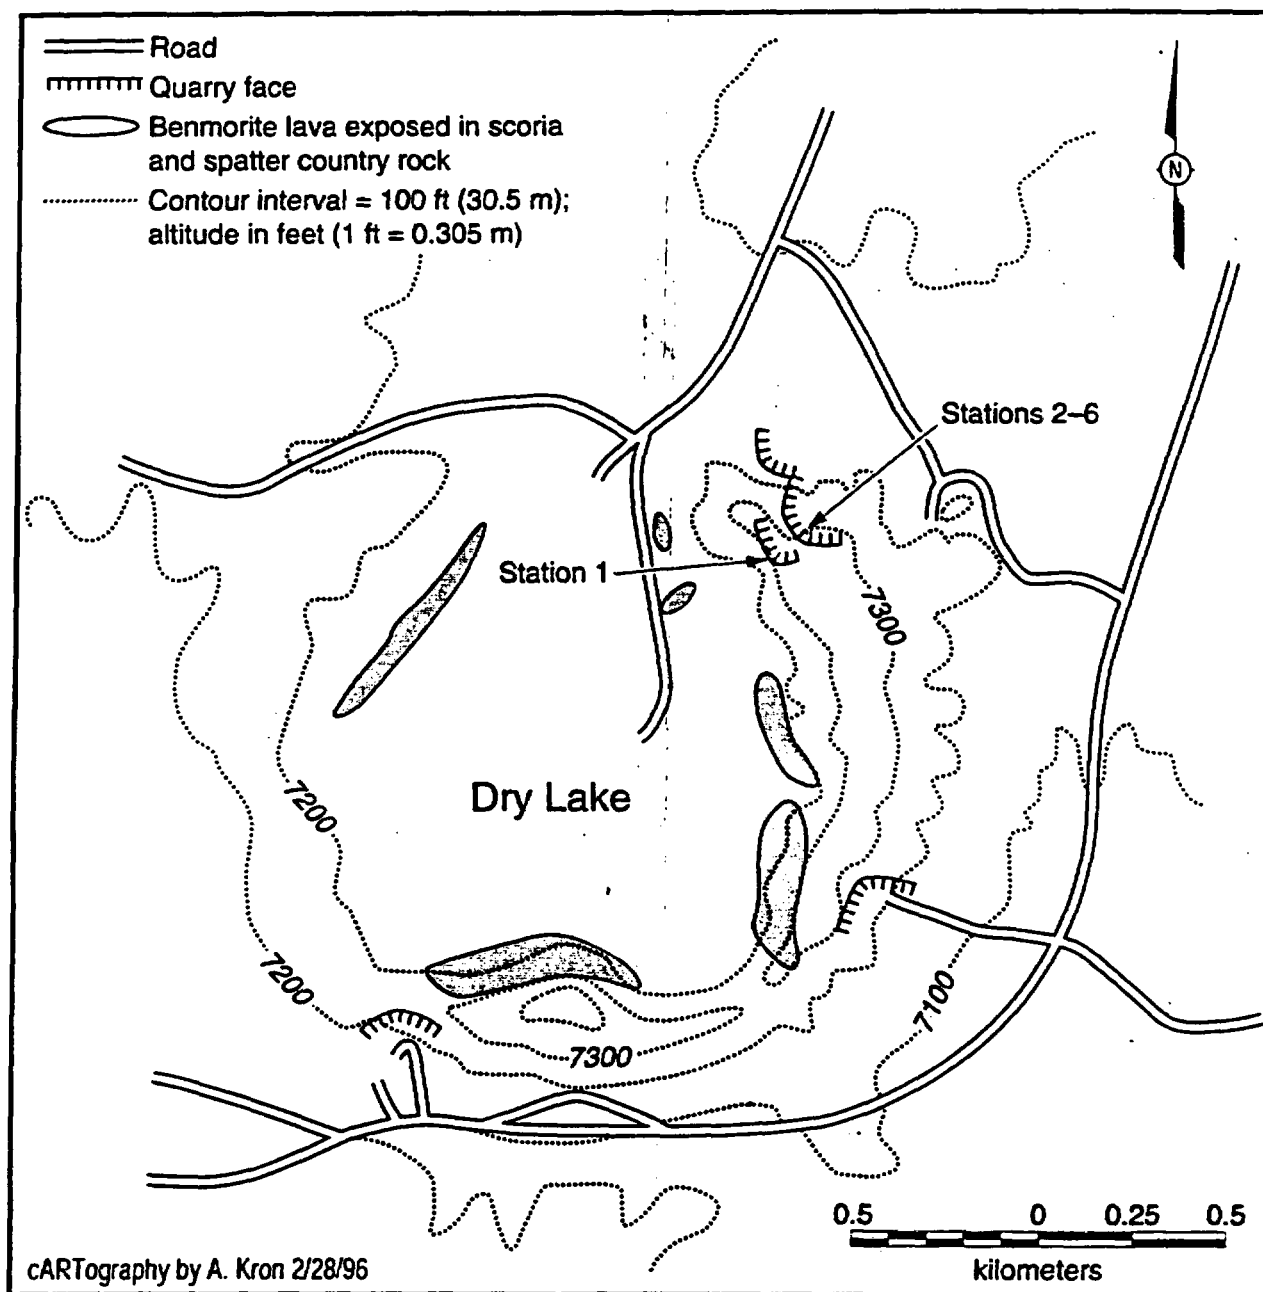 Road
Quarry face
Benmorite lava exposed in scoria
and spatter country rock
Contour interval = 100 ft (30.5 m);
altitude in feet (1 ft = 0.305 m)
N
Stations 2–6
Station 1
7300
Dry Lake
7200
7200
7100
7300
0.5 0 0.25 0.5
kilometers
cARTography by A. Kron 2/28/96